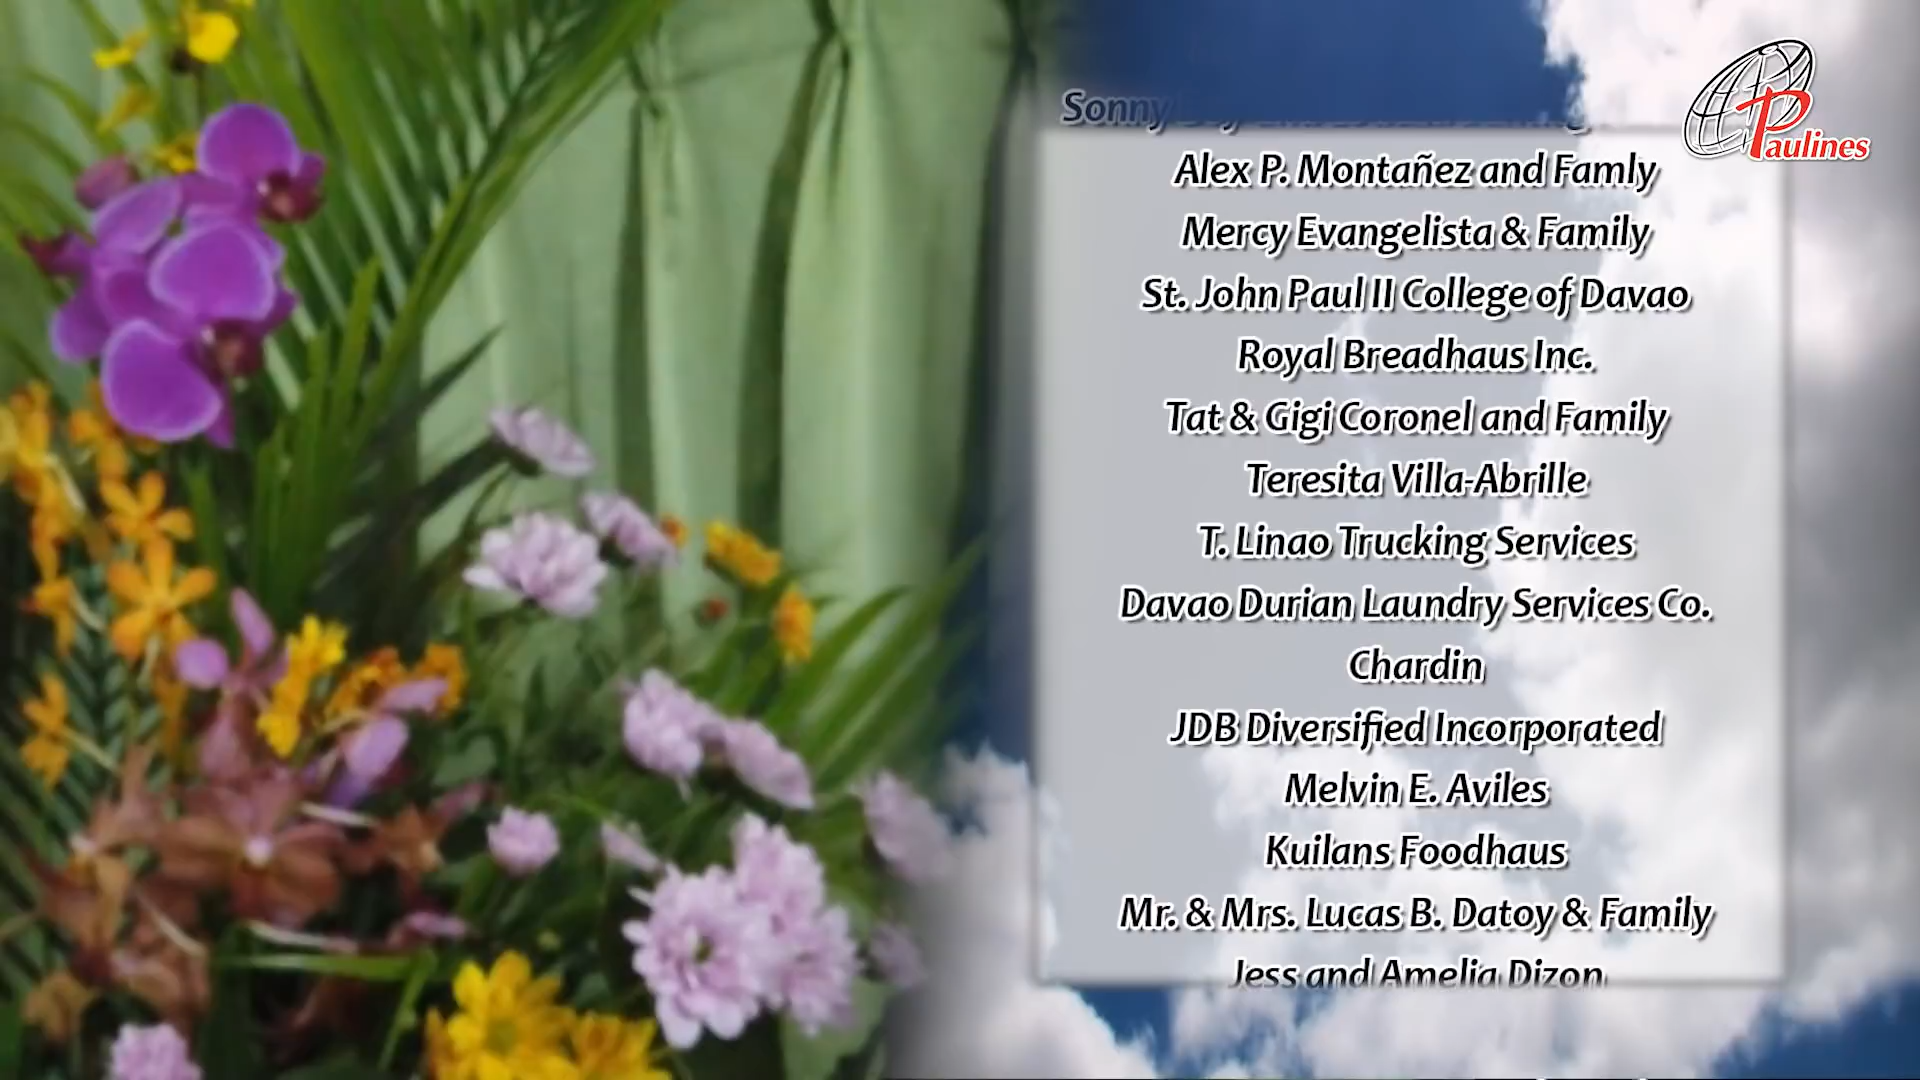 Sonny
Alex P. Montañez and Famly
Mercy Evangelista & Family
St. John Paul II College of Davao
Royal Breadhaus Inc.
Tat & Gigi Coronel and Family
Teresita Villa-Abrille
T. Linao Trucking Services
Davao Durian Laundry Services Co.
Chardin
JDB Diversified Incorporated
Melvin E. Aviles
Kuilans Foodhaus
Mr. & Mrs. Lucas B. Datoy & Family
Jess and Amelia Dizon
Paulines